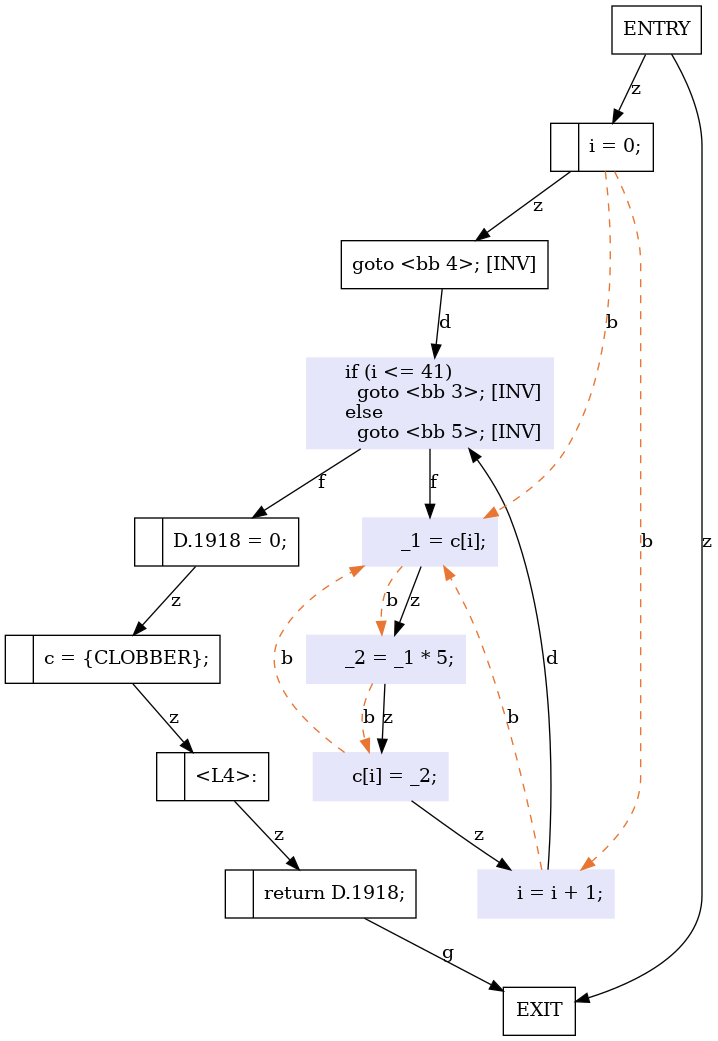 ENTRY
z
i = 0;
z
goto <bb 4>; [INV]
d
b
if (i <= 41)
goto <bb 3>; [INV]
else
goto <bb 5>; [INV]
f
f
D.1918 = 0;
_1 = c[i];
b
z
z
b
z
c = {CLOBBER};
_2 = _1 * 5;
b
d
z
b
z
b
<L4>:
c[i] = _2;
z
z
return D.1918;
i = i + 1;
g
EXIT